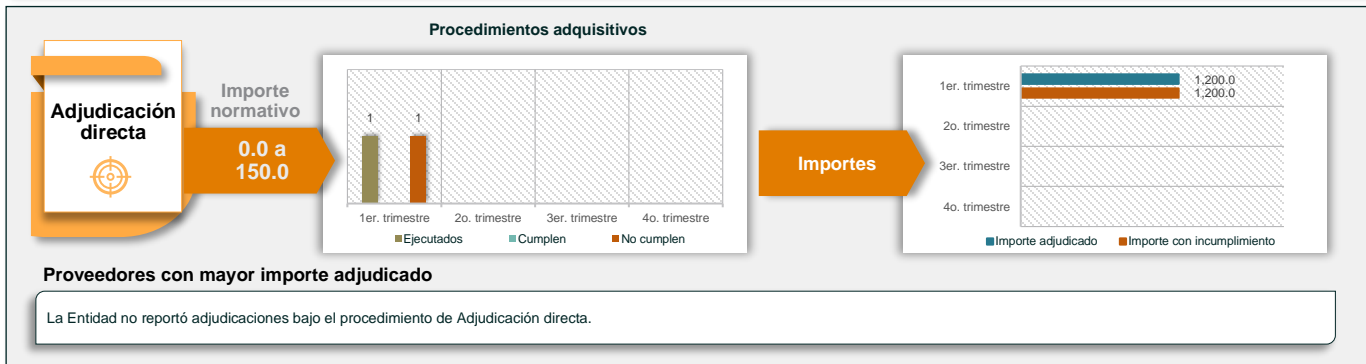 Procedimientos adquisitivos
Adjudicación
directa
Importe
normativo
0.0 a
150.0
1
1
1er. trimestre
2o. trimestre
3er. trimestre
4o. trimestre
Ejecutados
Cumplen
No cumplen
Importes
1er. trimestre
1,200.0
1,200.0
2o. trimestre
3er. trimestre
4o. trimestre
Importe adjudicado
Importe con incumplimiento
Proveedores con mayor importe adjudicado
La Entidad no reportó adjudicaciones bajo el procedimiento de Adjudicación directa.